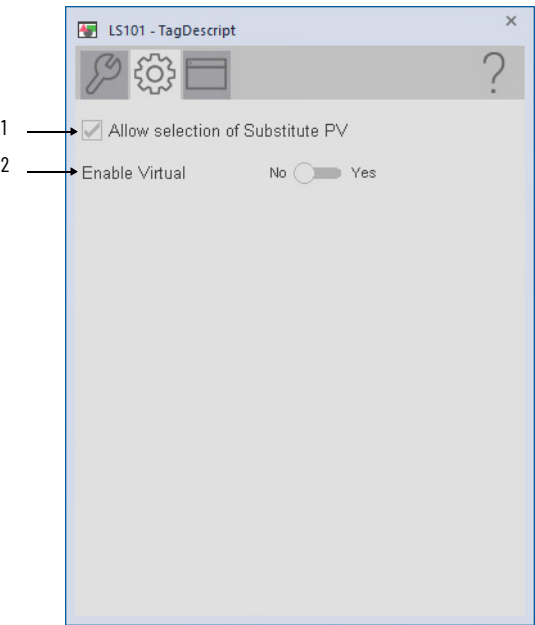 LS101 - TagDescript
1
Allow selection of Substitute PV
2
Enable Virtual No Yes